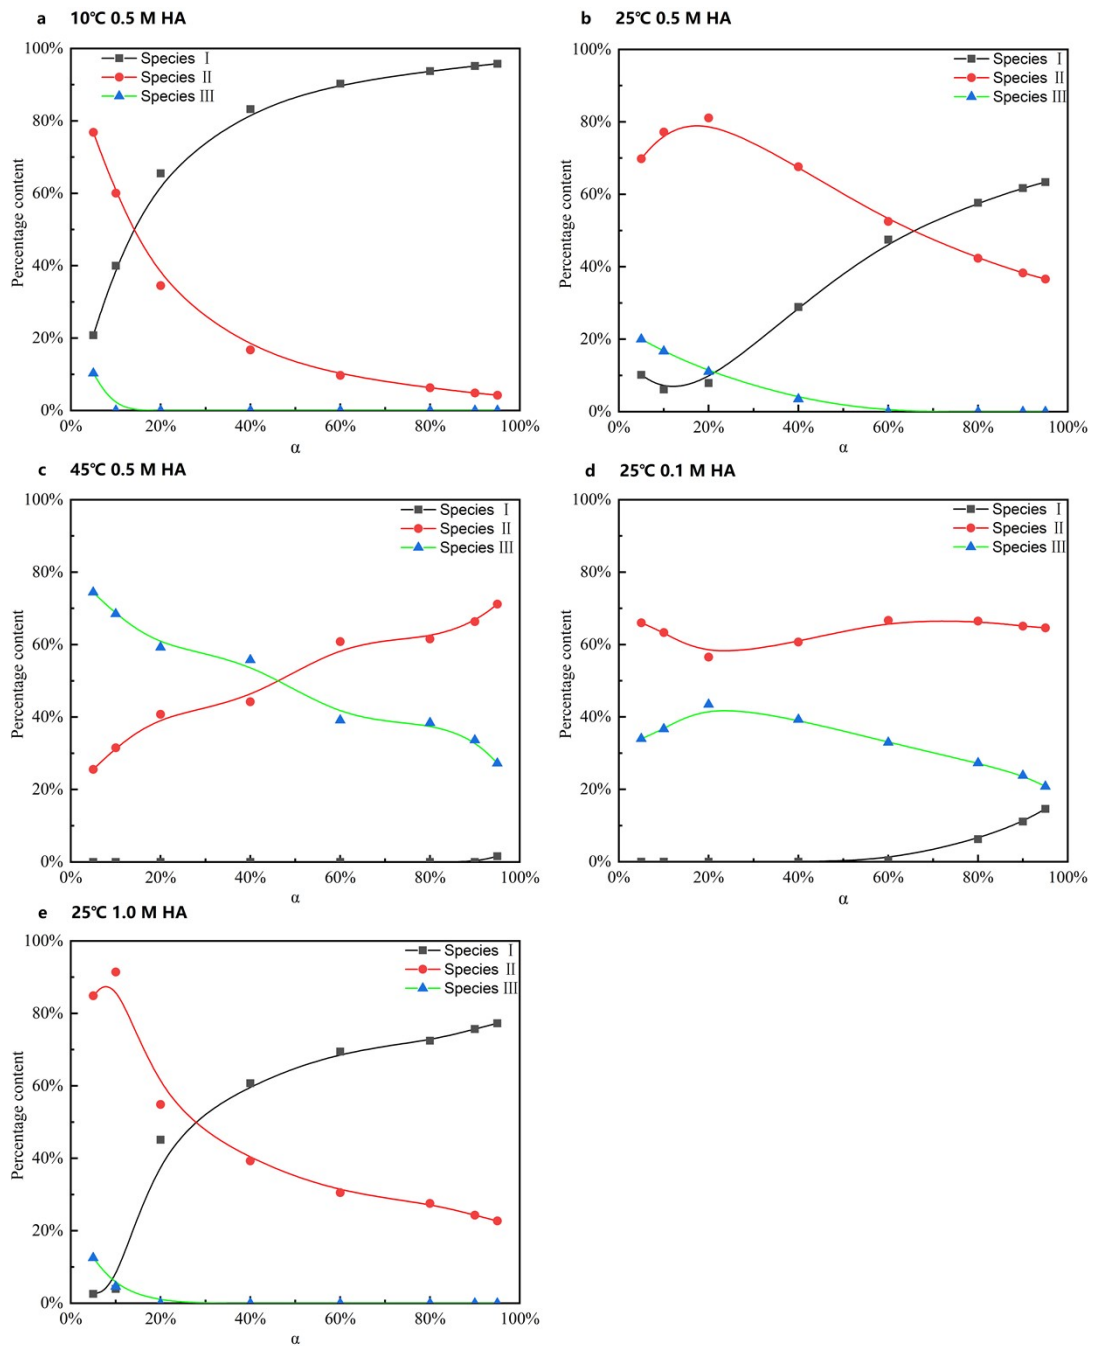 a 10℃ 0.5 M HA
100%
80%
60%
40%
20%
0%
Percentage content
Species Ⅰ
Species Ⅱ
Species Ⅲ
0% 20% 40% 60% 80% 100%
α
b 25℃ 0.5 M HA
100%
80%
60%
40%
20%
0%
Percentage content
Species Ⅰ
Species Ⅱ
Species Ⅲ
0% 20% 40% 60% 80% 100%
α
c 45℃ 0.5 M HA
100%
80%
60%
40%
20%
0%
Percentage content
Species Ⅰ
Species Ⅱ
Species Ⅲ
0% 20% 40% 60% 80% 100%
α
d 25℃ 0.1 M HA
100%
80%
60%
40%
20%
0%
Percentage content
Species Ⅰ
Species Ⅱ
Species Ⅲ
0% 20% 40% 60% 80% 100%
α
e 25℃ 1.0 M HA
100%
80%
60%
40%
20%
0%
Percentage content
Species Ⅰ
Species Ⅱ
Species Ⅲ
0% 20% 40% 60% 80% 100%
α